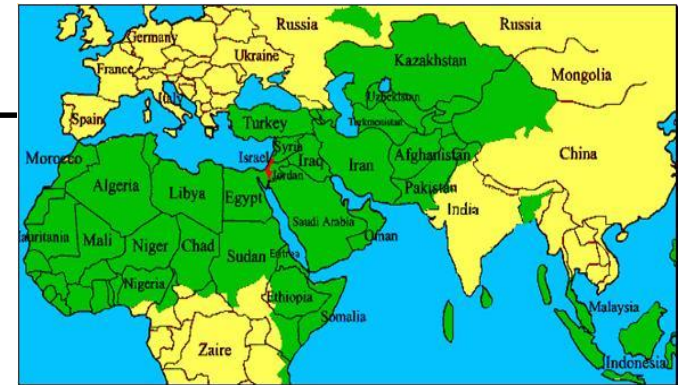 Russia
Russia
Germany
Ukraine
France
Kazakhstan
Mongolia
Italy
Uzbekistan
Spain
Turkey
Turkmenistan
China
Morocco
Israel
Syria
Iraq
Iran
Afghanistan
Jordan
Algeria
Libya
Egypt
Pakistan
India
Saudi Arabia
Oman
Mauritania
Mali
Niger
Chad
Sudan
Eritrea
Nigeria
Ethiopia
Somalia
Malaysia
Zaire
Indonesia